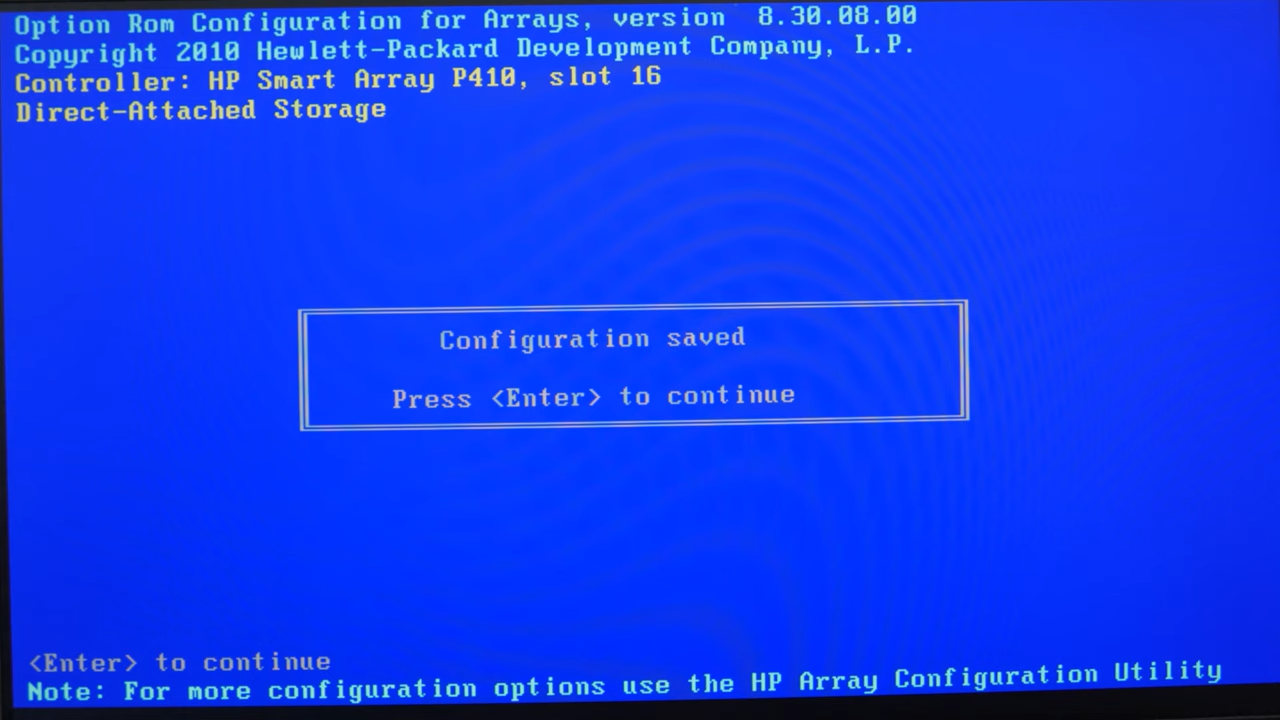 Option Rom Configuration for Arrays, version  8.30.08.00
Copyright 2010 Hewlett-Packard Development Company, L.P.
Controller: HP Smart Array P410, slot 16
Direct-Attached Storage
Configuration saved
Press <Enter> to continue
<Enter> to continue
Note: For more configuration options use the HP Array Configuration Utility